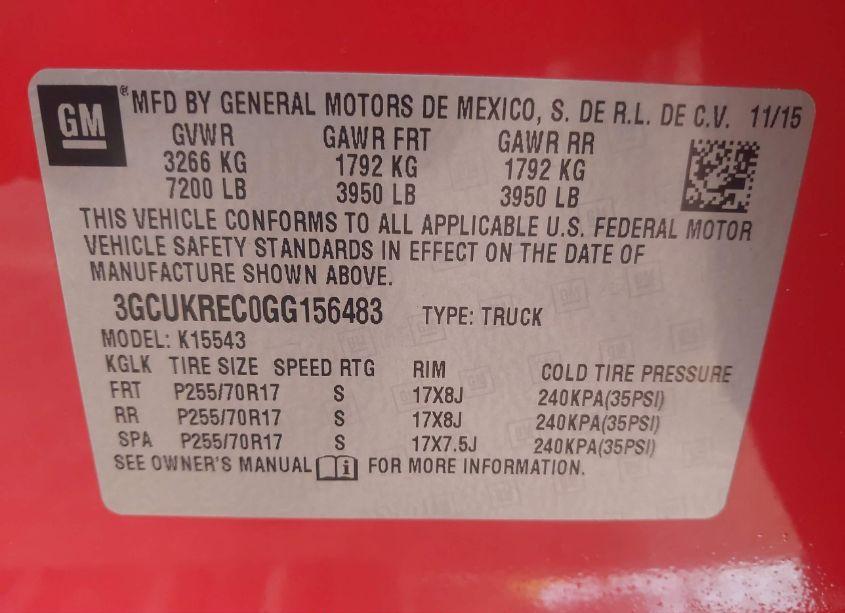 GM ® MFD BY GENERAL MOTORS DE MEXICO, S. DE R.L. DE C.V. 11/15
GVWR GAWR FRT GAWR RR
3266 KG 1792 KG 1792 KG
7200 LB 3950 LB 3950 LB
THIS VEHICLE CONFORMS TO ALL APPLICABLE U.S. FEDERAL MOTOR
VEHICLE SAFETY STANDARDS IN EFFECT ON THE DATE OF
MANUFACTURE SHOWN ABOVE.
3GCUKREC0GG156483 TYPE: TRUCK
MODEL: K15543
KGLK TIRE SIZE SPEED RTG RIM COLD TIRE PRESSURE
FRT P255/70R17 S 17X8J 240KPA(35PSI)
RR P255/70R17 S 17X8J 240KPA(35PSI)
SPA P255/70R17 S 17X7.5J 240KPA(35PSI)
SEE OWNER'S MANUAL i FOR MORE INFORMATION.